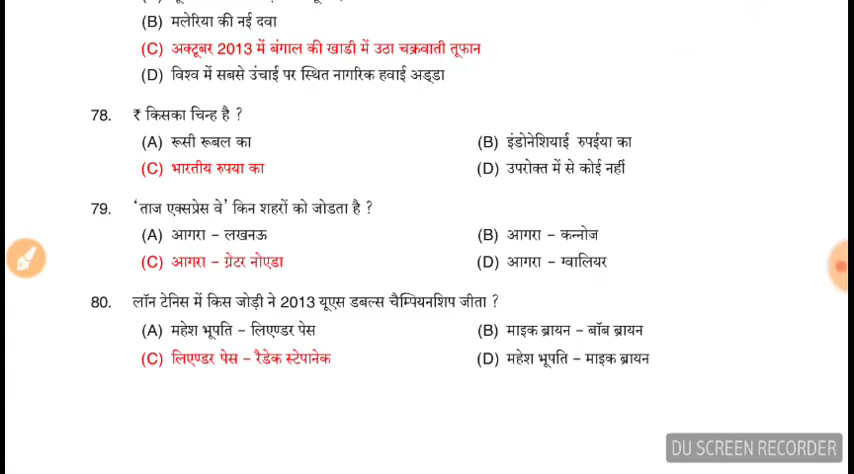 (B) मलेरिया की नई दवा
(C) अक्टूबर 2013 में बंगाल की खाडी में उठा चक्रवाती तूफान
(D) विश्व में सबसे उंचाई पर स्थित नागरिक हवाई अड्डा
78. ₹ किसका चिन्ह है ?
(A) रूसी रूबल का (B) इंडोनेशियाई रुपईया का
(C) भारतीय रुपया का (D) उपरोक्त में से कोई नहीं
79. ‘ताज एक्सप्रेस वे’ किन शहरों को जोडता है ?
(A) आगरा – लखनऊ (B) आगरा – कन्नोज
(C) आगरा – ग्रेटर नोएडा (D) आगरा – ग्वालियर
80. लॉन टेनिस में किस जोड़ी ने 2013 यूएस डबल्स चैम्पियनशिप जीता ?
(A) महेश भूपति – लिएण्डर पेस (B) माइक ब्रायन – बॉब ब्रायन
(C) लिएण्डर पेस – रैडेक स्टेपानेक (D) महेश भूपति – माइक ब्रायन
DU SCREEN RECORDER